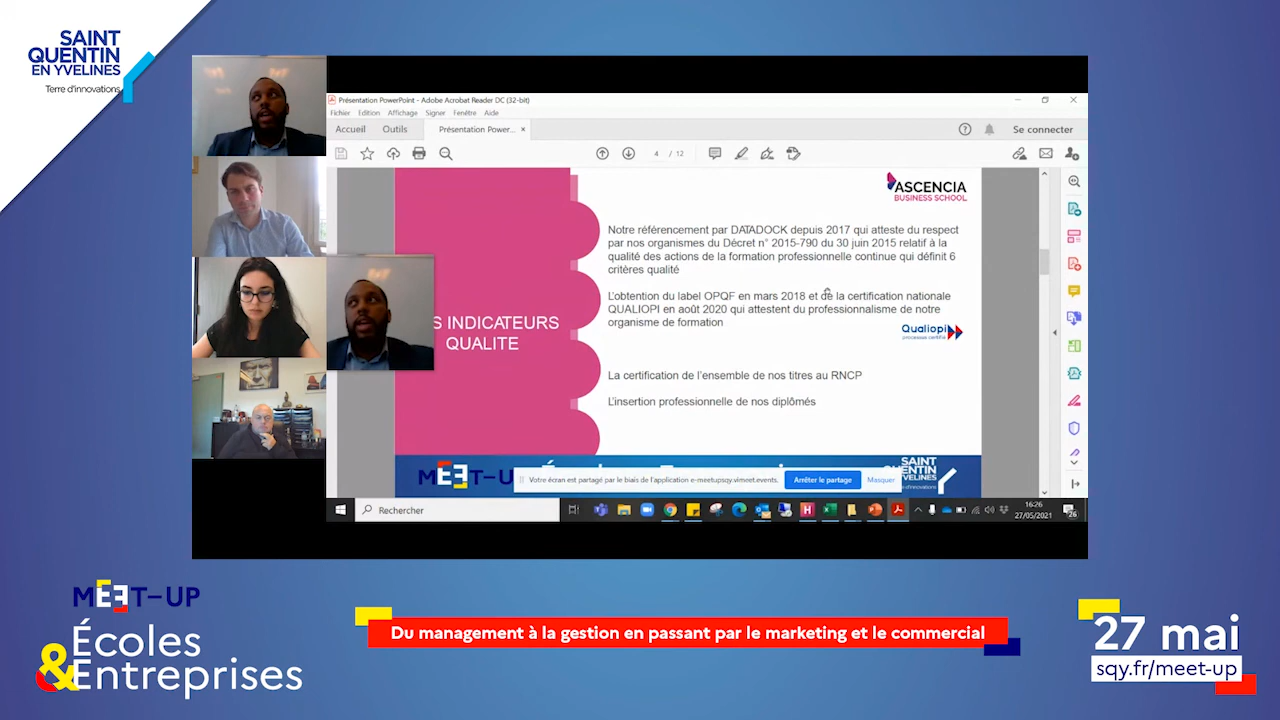 SAINT
QUENTIN
EN YVELINES
Terre d'innovations
Présentation PowerPoint - Adobe Acrobat Reader DC (32-bit)
Fichier Edition Affichage Signer Fenêtre Aide
Accueil Outils Présentation Power... × Se connecter
4 / 12
ASCENCIA
BUSINESS SCHOOL
Notre référencement par DATADOCK depuis 2017 qui atteste du respect
par nos organismes du Décret n° 2015-790 du 30 juin 2015 relatif à la
qualité des actions de la formation professionnelle continue qui définit 6
critères qualité
L'obtention du label OPQF en mars 2018 et de la certification nationale
QUALIOPI en août 2020 qui attestent du professionnalisme de notre
organisme de formation
Qualiopi
processus certifié
S INDICATEURS
QUALITE
La certification de l'ensemble de nos titres au RNCP
L'insertion professionnelle de nos diplômés
MEET-U
SAINT
QUENTIN
YVELINES
Votre écran est partagé par le biais de l'application e-meetupsqy.vimeet.events.
Arrêter le partage Masquer
Rechercher
16:26
27/05/2021
26
MEET-UP
Écoles
&Entreprises
Du management à la gestion en passant par le marketing et le commercial
27 mai
sqy.fr/meet-up